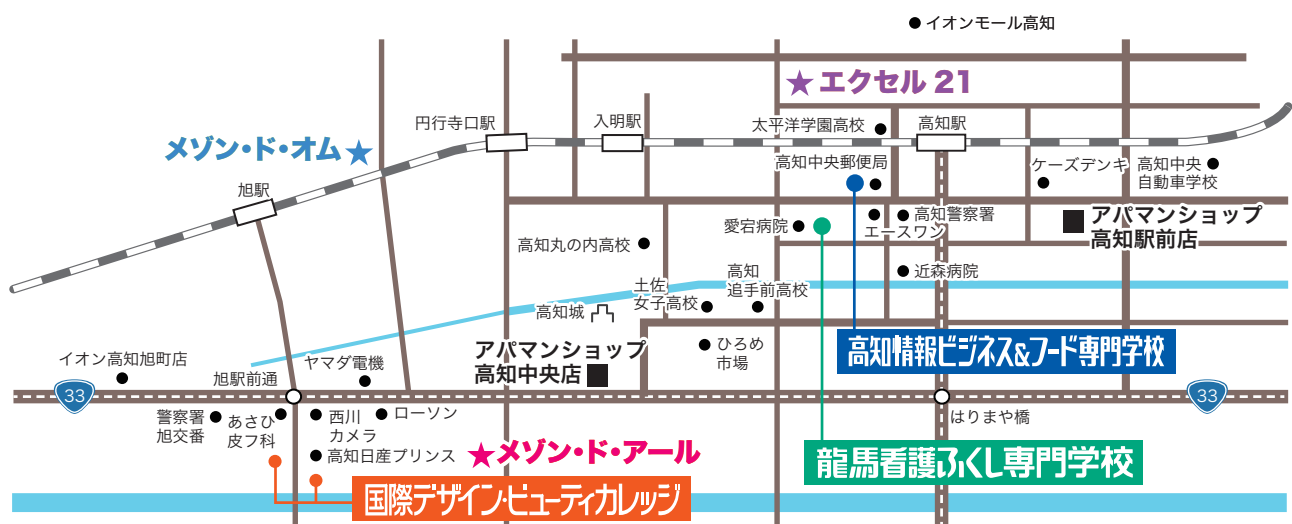 イオンモール高知
エクセル 21
円行寺口駅
入明駅
太平洋学園高校
高知駅
メゾン・ド・オム
高知中央郵便局
ケーズデンキ
高知中央
自動車学校
旭駅
愛宕病院
エースワン
高知警察署
アパマンショップ
高知駅前店
高知丸の内高校
近森病院
土佐
女子高校
高知
追手前高校
高知城
アパマンショップ
高知中央店
ひろめ
市場
高知情報ビジネス&フード専門学校
イオン高知旭町店
旭駅前通
ヤマダ電機
33
33
警察署
旭交番
あさひ
皮フ科
西川
カメラ
ローソン
はりまや橋
高知日産プリンス
メゾン・ド・アール
龍馬看護ふくし専門学校
国際デザイン・ビューティカレッジ